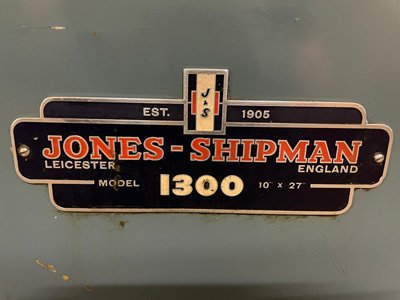 J & S
EST. 1905
JONES-SHIPMAN
LEICESTER ENGLAND
MODEL 1300 10" X 27"